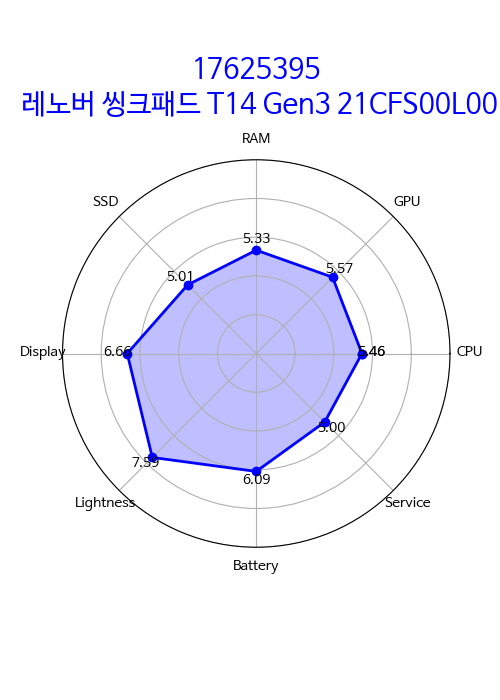 17625395
레노버 씽크패드 T14 Gen3 21CFS00L00
RAM
SSD
GPU
5.33
5.01
5.57
Display
6.66
5.46
CPU
7.59
6.09
5.00
Lightness
Service
Battery